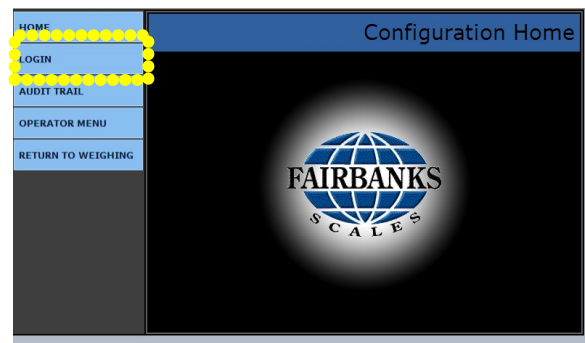 HOME
Configuration Home
LOGIN
AUDIT TRAIL
OPERATOR MENU
RETURN TO WEIGHING
FAIRBANKS
SCALES